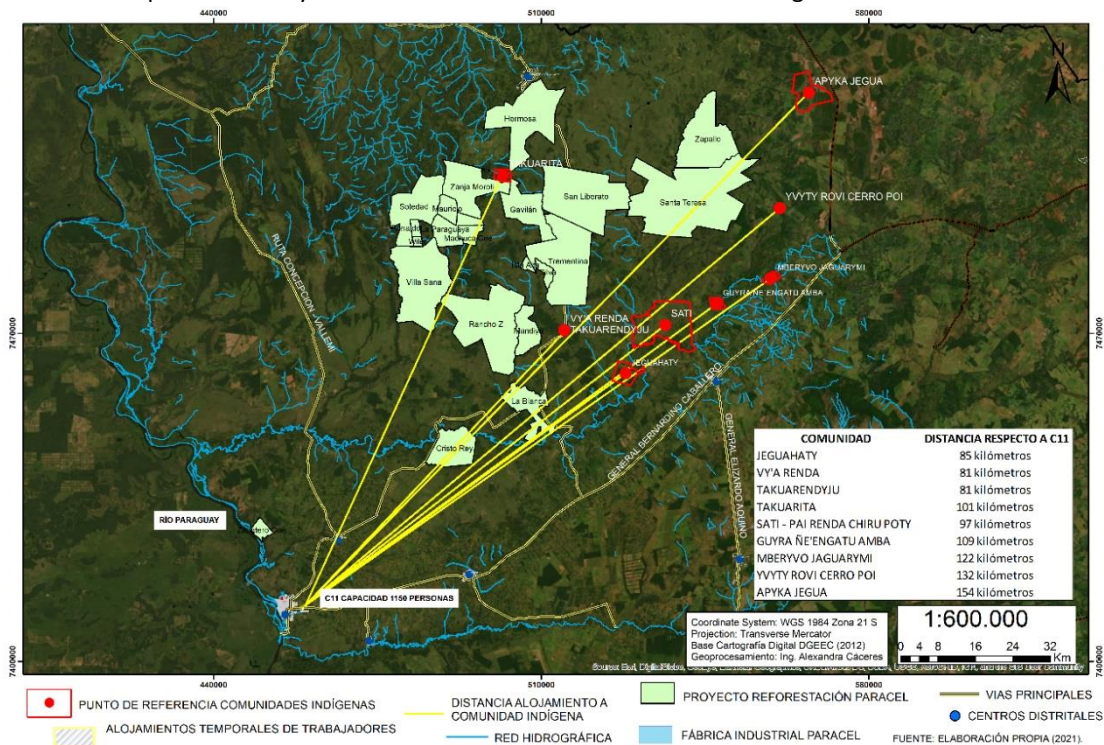 440000
510000
580000
N
APYKA JEGUA
Hermosa
Zapallo
TAKUARITA
Zanja Moroti
San Liberato
Santa Teresa
YVYTY ROVI CERRO POI
Soledad
Mauricio
Gavilán
Trementina
Villa Sana
MBERYVO JAGUARYMI
GUYRA ÑE'ENGATU AMBA
RUTA CONCEPCION VALLEMI
Rancho Z
Mandiyu
VY'A RENDA
TAKUARENDYJU
SATI
7470000
7470000
JEGUAHATY
La Blanca
GENERAL BERNARDINO CABALLERO
GENERAL ELIZARDO AQUINO
Cristo Rey
RÍO PARAGUAY
C11 CAPACIDAD 1150 PERSONAS
COMUNIDAD DISTANCIA RESPECTO A C11
JEGUAHATY 85 kilómetros
VY'A RENDA 81 kilómetros
TAKUARENDYJU 81 kilómetros
TAKUARITA 101 kilómetros
SATI - PAI RENDA CHIRU POTY 97 kilómetros
GUYRA ÑE'ENGATU AMBA 109 kilómetros
MBERYVO JAGUARYMI 122 kilómetros
YVYTY ROVI CERRO POI 132 kilómetros
APYKA JEGUA 154 kilómetros
Coordinate System: WGS 1984 Zona 21 S
Projection: Transverse Mercator
Base Cartografía Digital DGEEC (2012)
Geoprocesamiento: Ing. Alexandra Cáceres
1:600.000
0 4 8 16 24 32
Km
7400000
7400000
440000
510000
580000
PUNTO DE REFERENCIA COMUNIDADES INDÍGENAS
ALOJAMIENTOS TEMPORALES DE TRABAJADORES
DISTANCIA ALOJAMIENTO A
COMUNIDAD INDÍGENA
RED HIDROGRÁFICA
PROYECTO REFORESTACIÓN PARACEL
FÁBRICA INDUSTRIAL PARACEL
VIAS PRINCIPALES
CENTROS DISTRITALES
FUENTE: ELABORACIÓN PROPIA (2021).